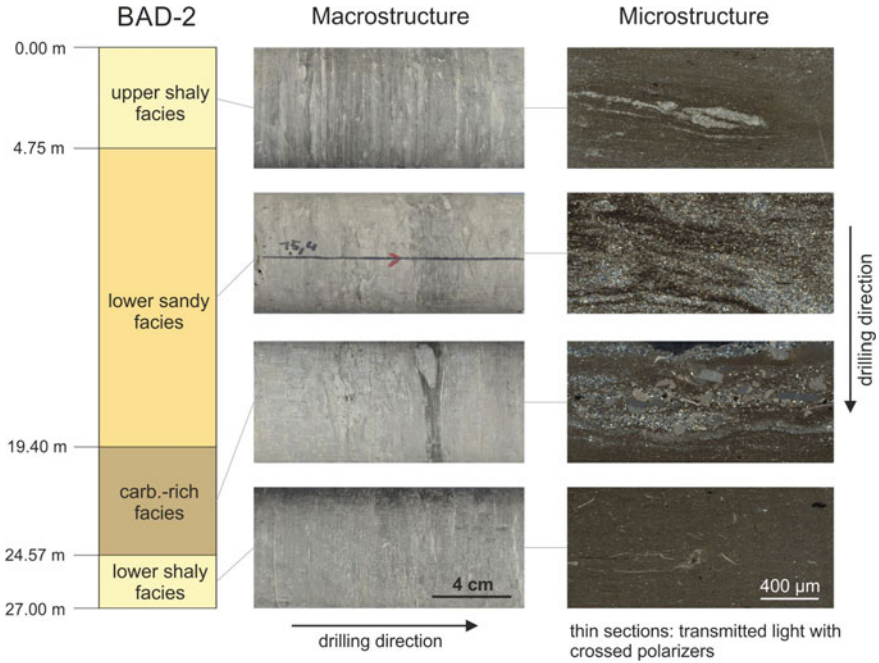 BAD-2
Macrostructure
Microstructure
0.00 m
upper shaly
facies
4.75 m
lower sandy
facies
19.40 m
carb.-rich
facies
24.57 m
lower shaly
facies
27.00 m
15,4
4 cm
400 µm
drilling direction
drilling direction
thin sections: transmitted light with
crossed polarizers